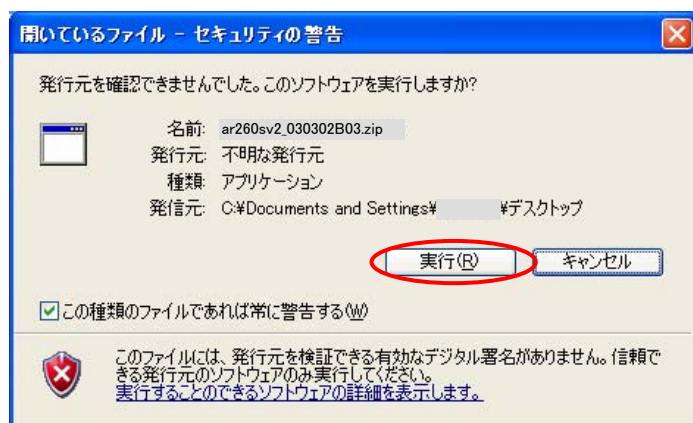 開いているファイル - セキュリティの警告
発行元を確認できませんでした。このソフトウェアを実行しますか?
名前: ar260sv2_030302B03.zip
発行元: 不明な発行元
種類: アプリケーション
発信元: C:¥Documents and Settings¥ ¥デスクトップ
実行(R) キャンセル
この種類のファイルであれば常に警告する(W)
このファイルには、発行元を検証できる有効なデジタル署名がありません。信頼で
きる発行元のソフトウェアのみ実行してください。
実行することのできるソフトウェアの詳細を表示します。